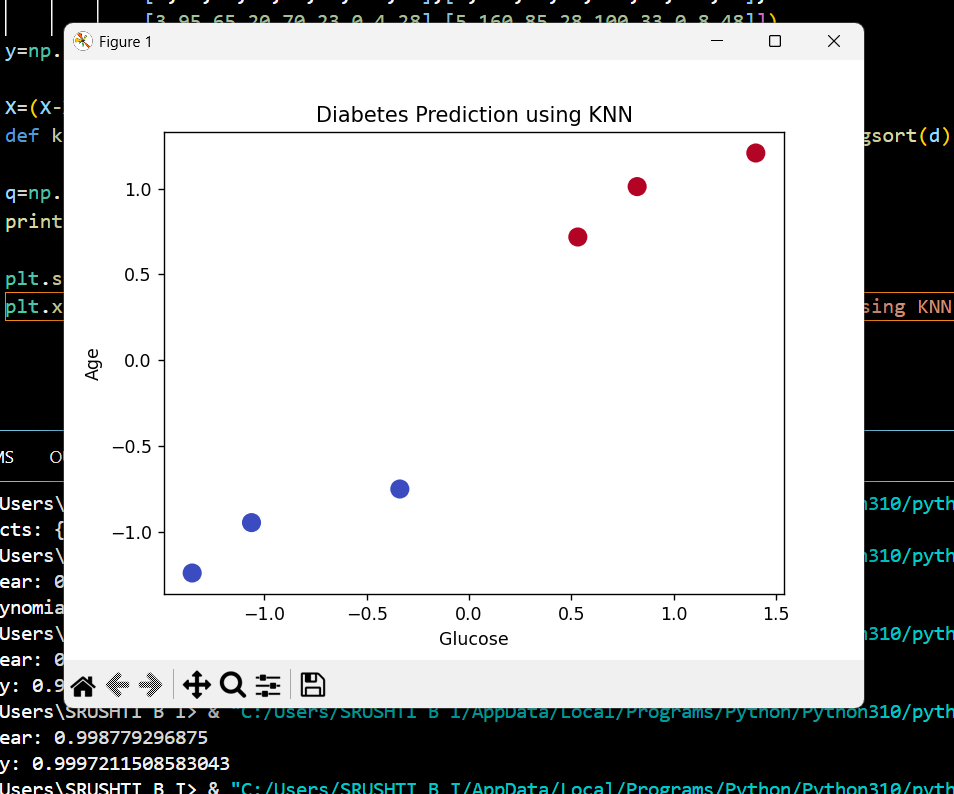 [3,95,65,20,70,23,0.4,28],[5,160,85,28,100,33,0.8,48]])
Figure 1
y=np.
X=(X-
def k
gsort(d)
q=np.
print
plt.s
plt.x
sing KNN
Diabetes Prediction using KNN
1.0
0.5
0.0
−0.5
−1.0
Age
−1.0 −0.5 0.0 0.5 1.0 1.5
Glucose
MS
Users\
310/pyth
cts: {
Users\
310/pyth
ear: 0
ynomia
Users\
310/pyth
ear: 0
y: 0.9
Users\SRUSHTI B I> & "C:/Users/SRUSHTI B I/AppData/Local/Programs/Python/Python310/pyth
ear: 0.998779296875
y: 0.9997211508583043
Users\SRUSHTI B I> & "C:/Users/SRUSHTI B I/AppData/Local/Programs/Python/Python310/pyth